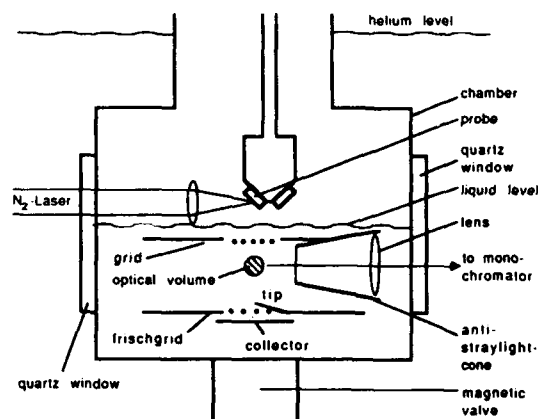 helium level
chamber
probe
quartz
window
liquid level
lens
N2-Laser
grid
optical volume
to mono-
chromator
tip
frischgrid
collector
anti-
straylight-
cone
quartz window
magnetic
valve